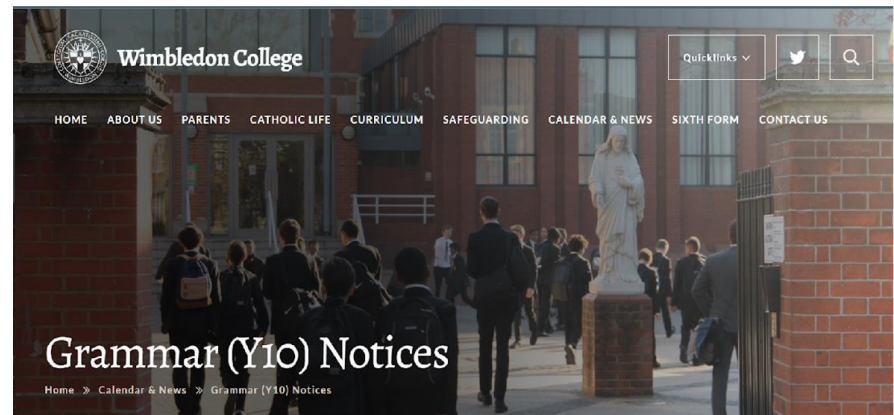 Wimbledon College
Quicklinks
HOME ABOUT US PARENTS CATHOLIC LIFE CURRICULUM SAFEGUARDING CALENDAR & NEWS SIXTH FORM CONTACT US
Grammar (Y10) Notices
Home » Calendar & News » Grammar (Y10) Notices